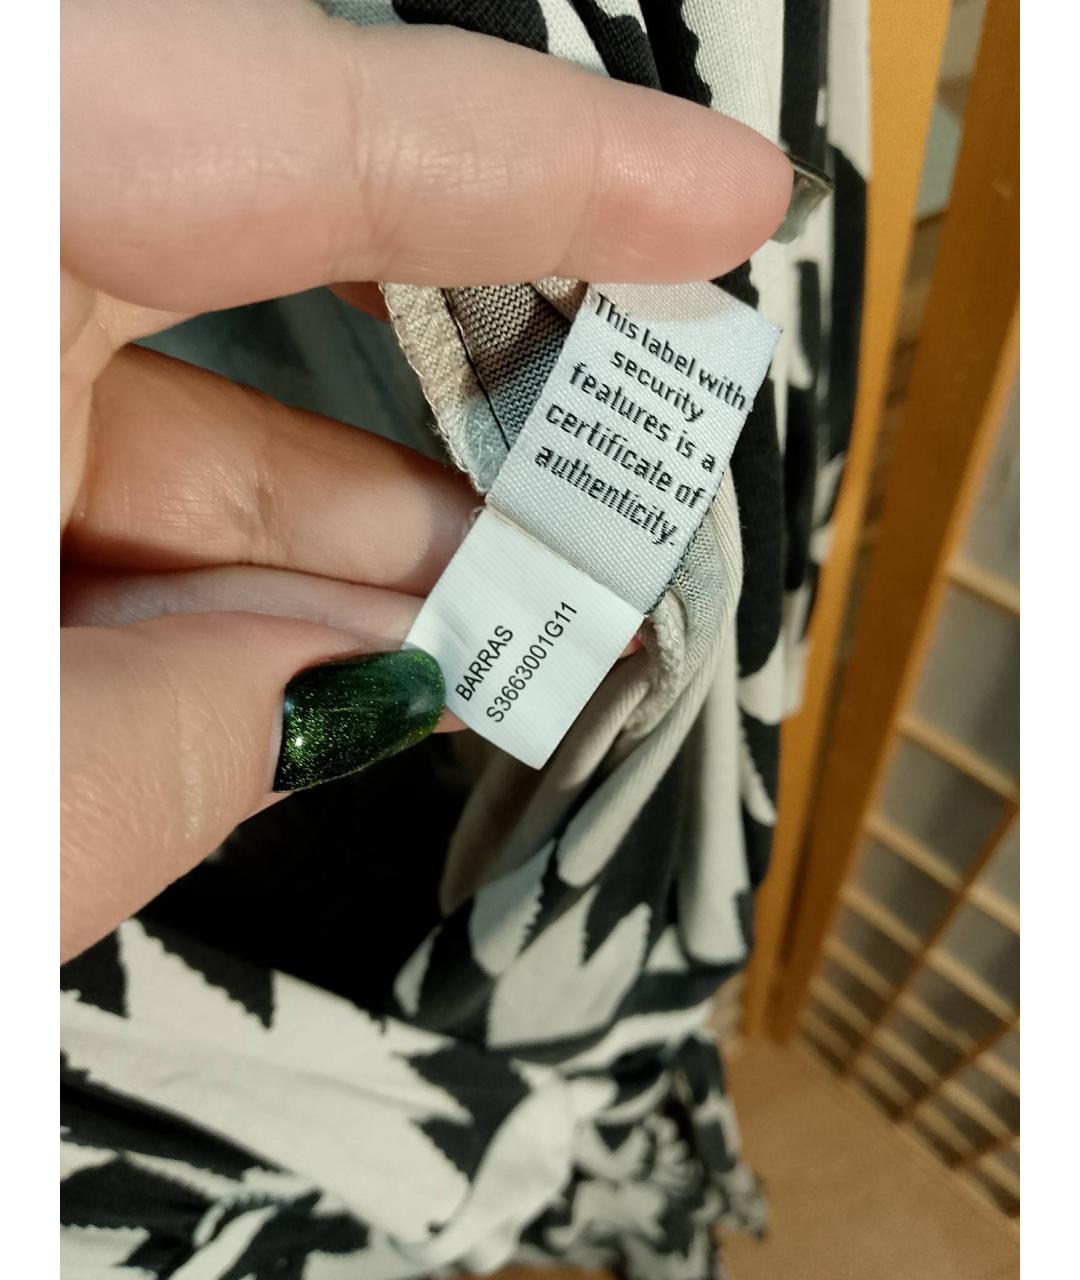 This label with
security
features is a
certificate of
authenticity.
BARRAS
S3663001G11